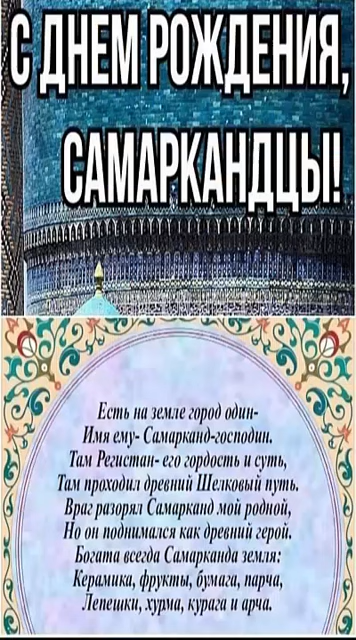 С ДНЕМ РОЖДЕНИЯ,
САМАРКАНДЦЫ!
Есть на земле город один-
Имя ему- Самарканд-господин.
Там Регистан- его гордость и суть,
Там проходил древний Шелковый путь.
Враг разорял Самарканд мой родной,
Но он поднимался как древний герой.
Богата всегда Самарканда земля:
Керамика, фрукты, бумага, парча,
Лепешки, хурма, курага и арча.